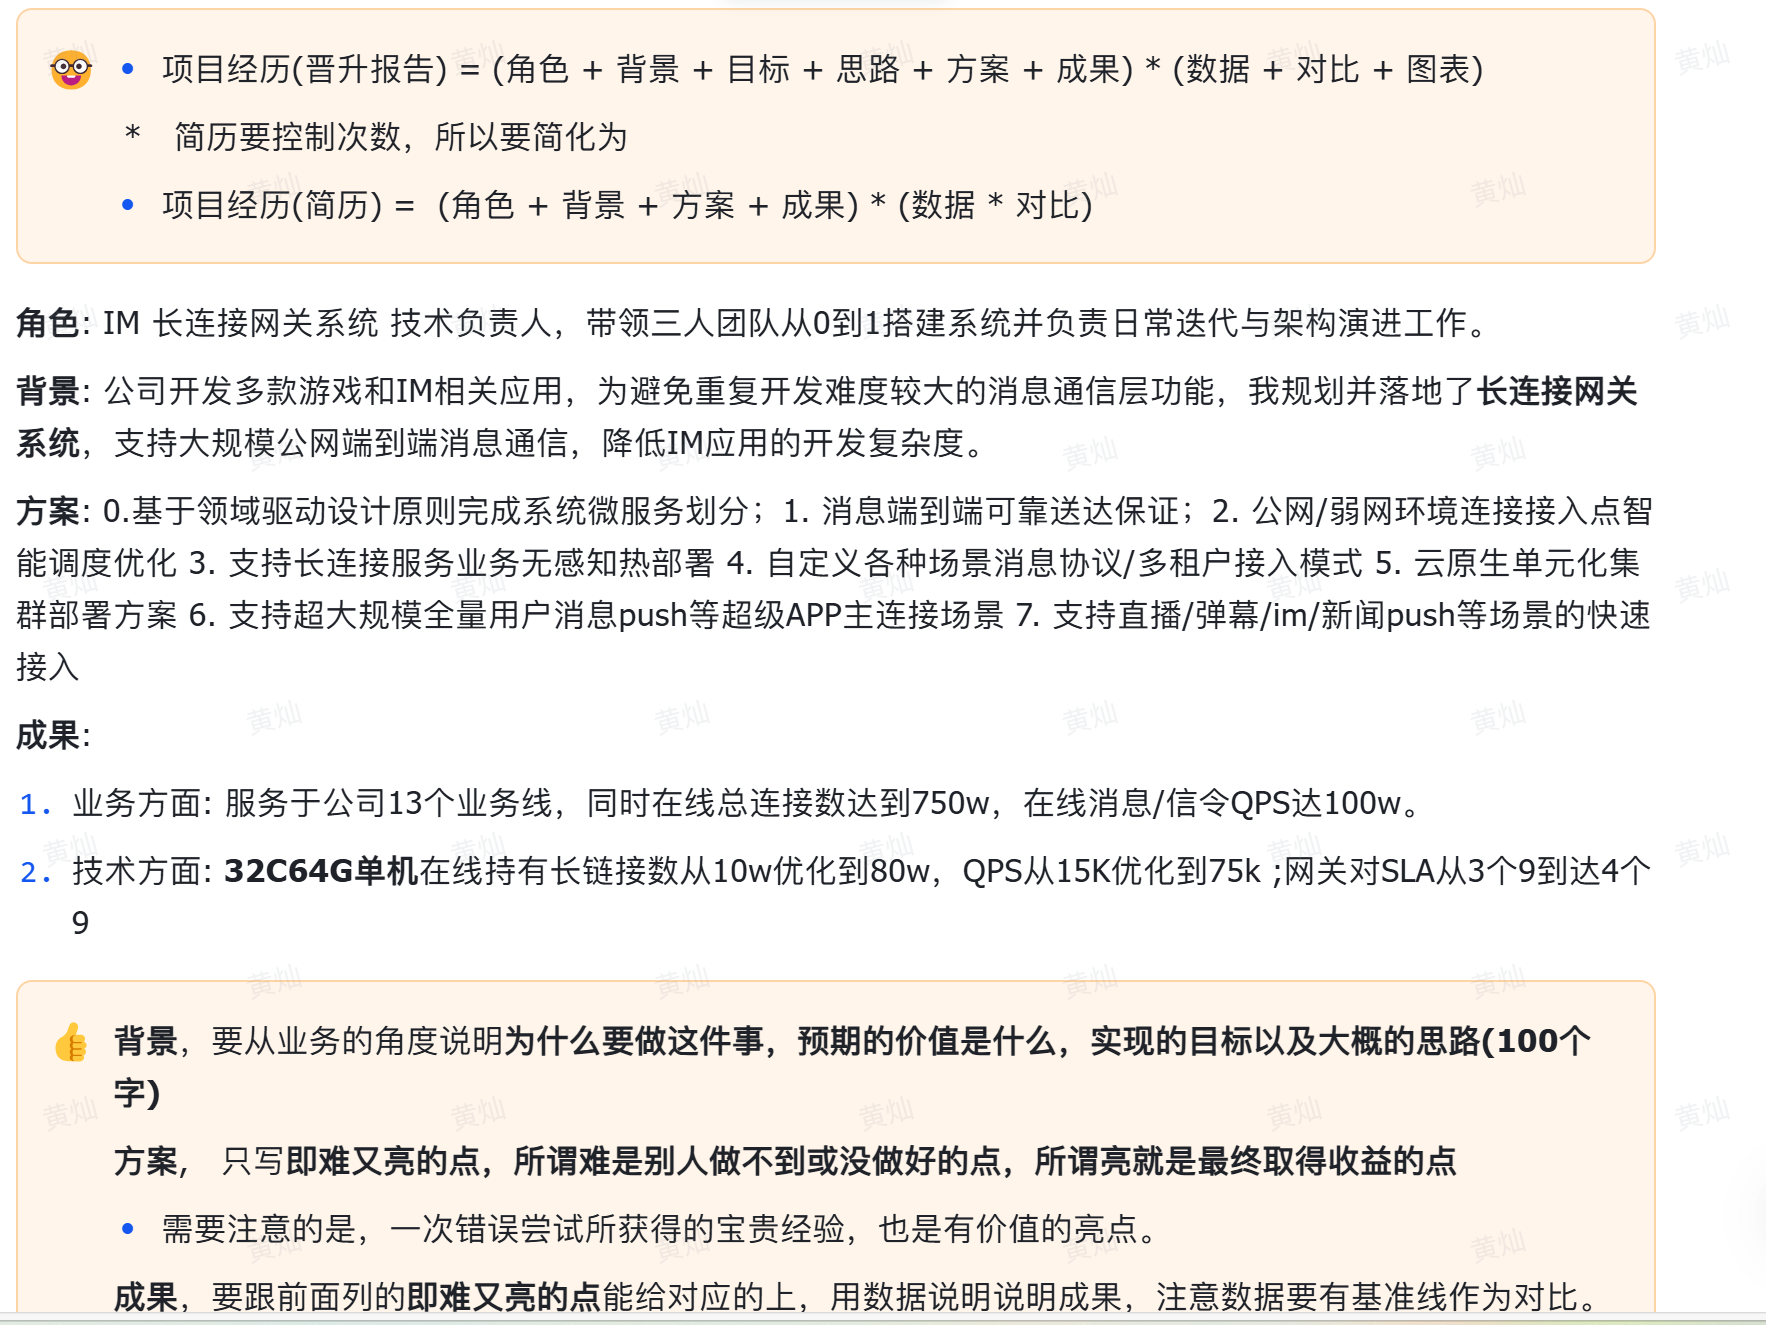 • 项目经历(晋升报告) = (角色 + 背景 + 目标 + 思路 + 方案 + 成果) * (数据 + 对比 + 图表)
* 简历要控制次数，所以要简化为
• 项目经历(简历) = (角色 + 背景 + 方案 + 成果) * (数据 * 对比)
角色: IM 长连接网关系统 技术负责人，带领三人团队从0到1搭建系统并负责日常迭代与架构演进工作。
背景: 公司开发多款游戏和IM相关应用，为避免重复开发难度较大的消息通信层功能，我规划并落地了长连接网关
系统，支持大规模公网端到端消息通信，降低IM应用的开发复杂度。
方案: 0.基于领域驱动设计原则完成系统微服务划分；1. 消息端到端可靠送达保证；2. 公网/弱网环境连接接入点智
能调度优化 3. 支持长连接服务业务无感知热部署 4. 自定义各种场景消息协议/多租户接入模式 5. 云原生单元化集
群部署方案 6. 支持超大规模全量用户消息push等超级APP主连接场景 7. 支持直播/弹幕/im/新闻push等场景的快速
接入
成果:
1. 业务方面: 服务于公司13个业务线，同时在线总连接数达到750w，在线消息/信令QPS达100w。
2. 技术方面: 32C64G单机在线持有长链接数从10w优化到80w，QPS从15K优化到75k ;网关对SLA从3个9到达4个
9
背景，要从业务的角度说明为什么要做这件事，预期的价值是什么，实现的目标以及大概的思路(100个
字)
方案， 只写即难又亮的点，所谓难是别人做不到或没做好的点，所谓亮就是最终取得收益的点
• 需要注意的是，一次错误尝试所获得的宝贵经验，也是有价值的亮点。
成果，要跟前面列的即难又亮的点能给对应的上，用数据说明说明成果，注意数据要有基准线作为对比。
黄灿